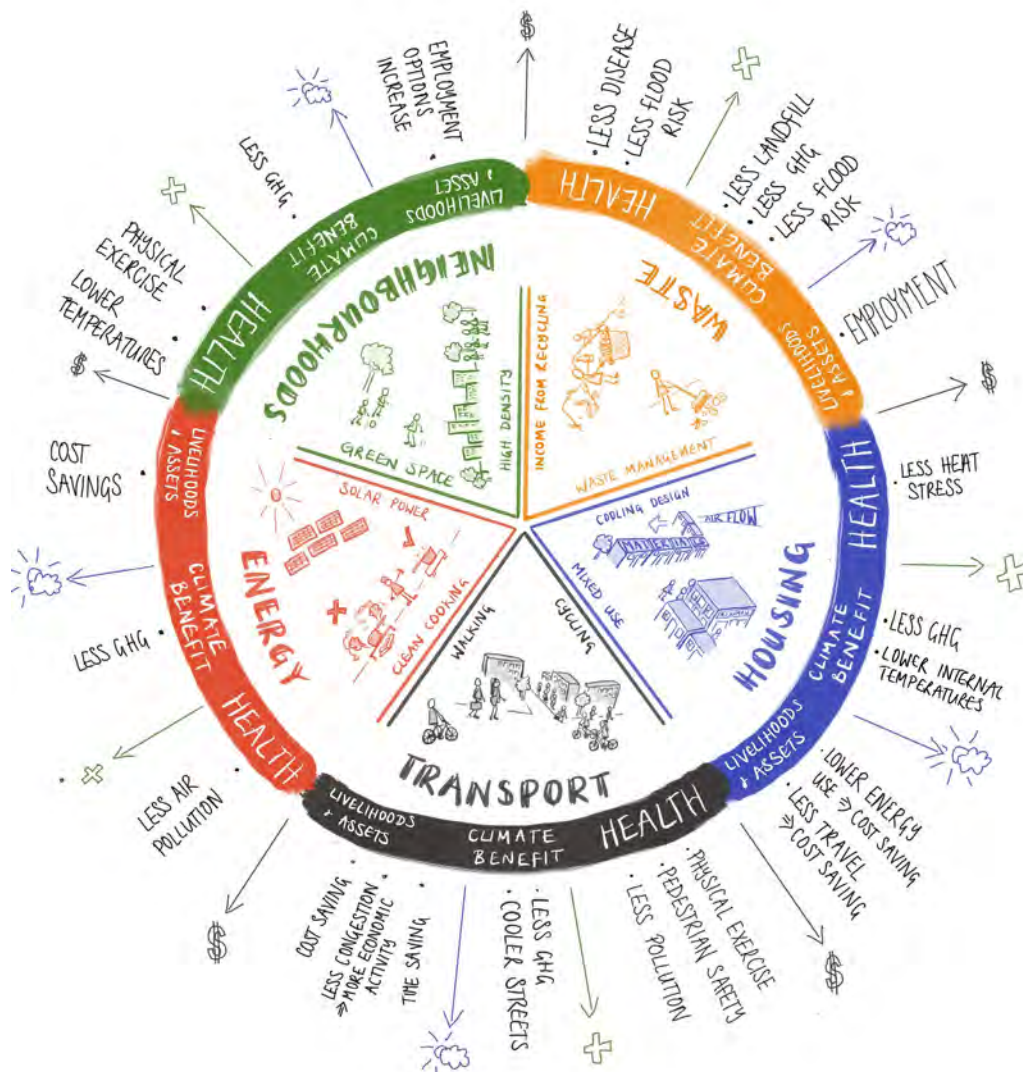 EMPLOYMENT
OPTIONS
INCREASE
$
• LESS DISEASE
• LESS FLOOD
RISK
• LESS LANDFILL
• LESS GHG
• LESS FLOOD
RISK
• EMPLOYMENT
$
LESS GHG •
PHYSICAL
EXERCISE •
LOWER
TEMPERATURES •
$
LIVELIHOODS
& ASSET
CLIMATE
BENEFIT
HEALTH
NEIGHBOURHOODS
GREEN SPACE
HIGH DENSITY
HEALTH
CLIMATE
BENEFIT
LIVELIHOODS
& ASSETS
WASTE
INCOME FROM RECYCLING
WASTE MANAGEMENT
COST
SAVINGS •
LESS GHG •
LESS AIR
POLLUTION •
$
LIVELIHOODS
& ASSETS
CLIMATE
BENEFIT
HEALTH
ENERGY
SOLAR POWER
CLEAN COOKING
HEALTH
CLIMATE
BENEFIT
LIVELIHOODS
& ASSETS
HOUSING
COOLING DESIGN
AIR FLOW
MATERIALS
MIXED USE
• LESS HEAT
STRESS
• LESS GHG
• LOWER INTERNAL
TEMPERATURES
• LOWER ENERGY
USE ⇒ COST SAVING
• LESS TRAVEL
⇒ COST SAVING
$
WALKING
CYCLING
TRANSPORT
LIVELIHOODS
& ASSETS
CLIMATE
BENEFIT
HEALTH
COST SAVING •
LESS CONGESTION •
⇒ MORE ECONOMIC
ACTIVITY
TIME SAVING •
• LESS GHG
• COOLER STREETS
• PHYSICAL EXERCISE
• PEDESTRIAN SAFETY
• LESS POLLUTION